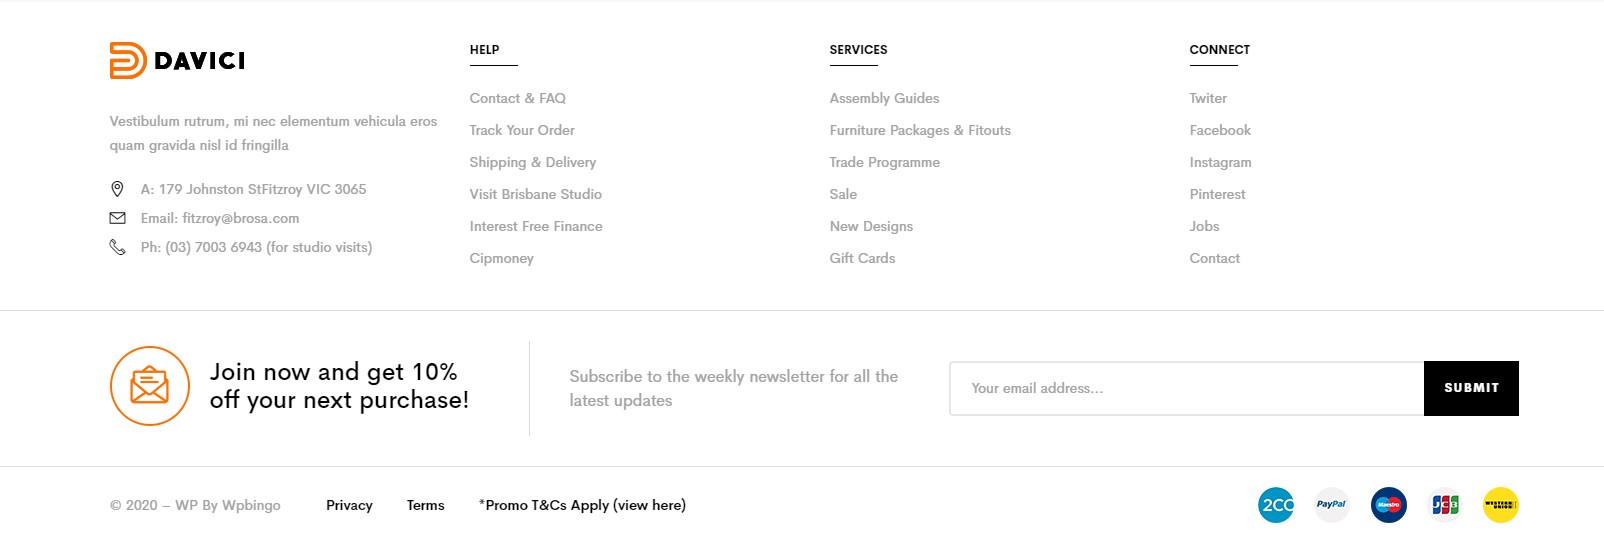 DAVICI
Vestibulum rutrum, mi nec elementum vehicula eros
quam gravida nisl id fringilla
A: 179 Johnston StFitzroy VIC 3065
Email: fitzroy@brosa.com
Ph: (03) 7003 6943 (for studio visits)
HELP
Contact & FAQ
Track Your Order
Shipping & Delivery
Visit Brisbane Studio
Interest Free Finance
Cipmoney
SERVICES
Assembly Guides
Furniture Packages & Fitouts
Trade Programme
Sale
New Designs
Gift Cards
CONNECT
Twiter
Facebook
Instagram
Pinterest
Jobs
Contact
Join now and get 10%
off your next purchase!
Subscribe to the weekly newsletter for all the
latest updates
Your email address...
SUBMIT
© 2020 – WP By Wpbingo
Privacy
Terms
*Promo T&Cs Apply (view here)
2CO
PayPal
Maestro
JCB
WESTERN
UNION